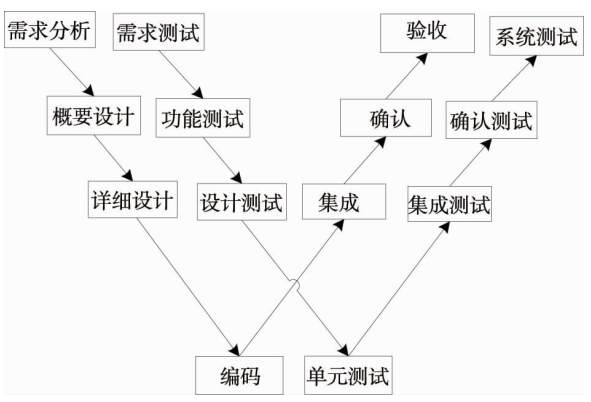 需求分析
需求测试
验收
系统测试
概要设计
功能测试
确认
确认测试
详细设计
设计测试
集成
集成测试
编码
单元测试